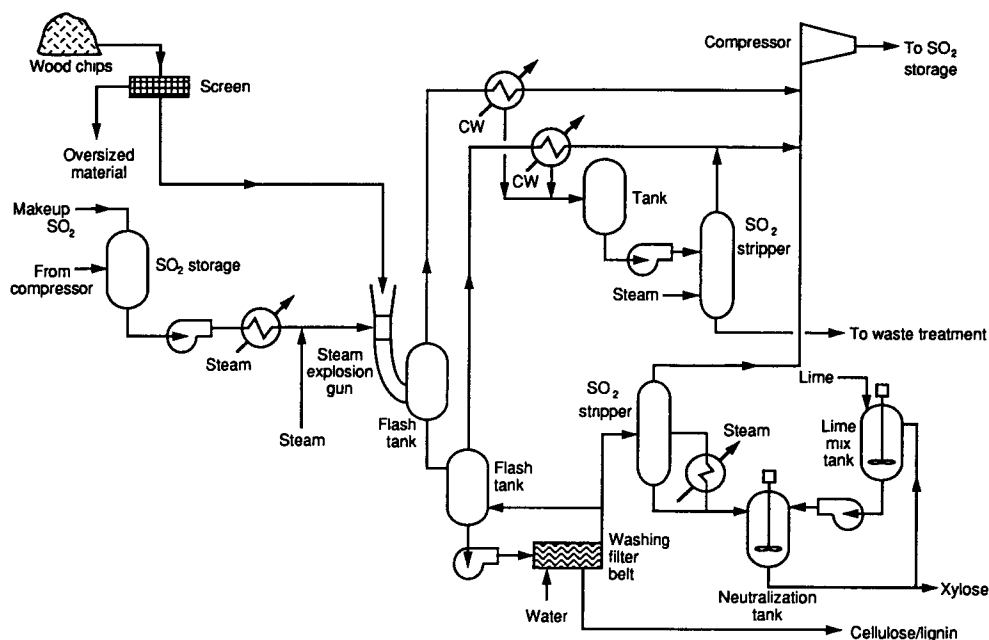 Wood chips
Screen
Oversized
material
Makeup
SO2
From
compressor
SO2 storage
Steam
Steam
Steam
explosion
gun
Flash
tank
Flash
tank
CW
CW
Tank
SO2
stripper
Steam
Compressor
To SO2
storage
To waste treatment
SO2
stripper
Steam
Lime
Lime
mix
tank
Washing
filter
belt
Water
Neutralization
tank
Xylose
Cellulose/lignin